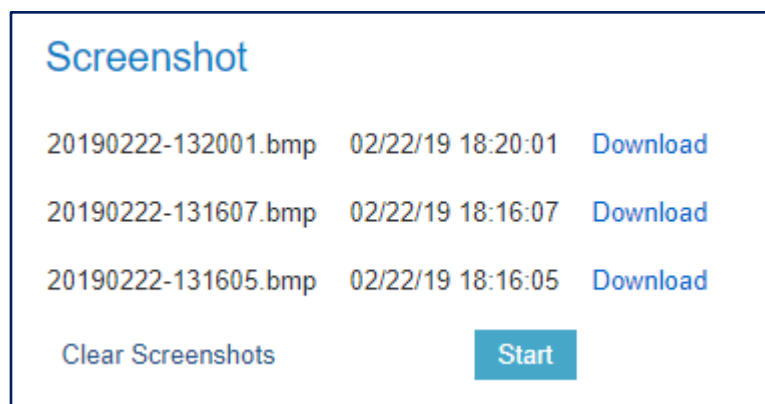 Screenshot
20190222-132001.bmp 02/22/19 18:20:01 Download
20190222-131607.bmp 02/22/19 18:16:07 Download
20190222-131605.bmp 02/22/19 18:16:05 Download
Clear Screenshots Start